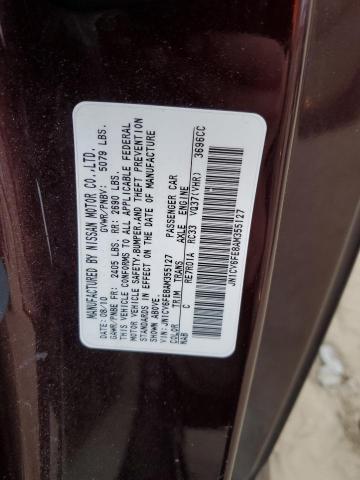 MANUFACTURED BY NISSAN MOTOR CO.,LTD.
DATE: 08/10 GVWR/PNBV: 5079 LBS.
GAWR/PNBE FR: 2405 LBS. RR: 2690 LBS.
THIS VEHICLE CONFORMS TO ALL APPLICABLE FEDERAL
MOTOR VEHICLE SAFETY,BUMPER,AND THEFT PREVENTION
STANDARDS IN EFFECT ON THE DATE OF MANUFACTURE
SHOWN ABOVE.
VIN:JN1CV6FE8AM355127 PASSENGER CAR
COLOR TRIM TRANS AXLE ENGINE
NAB C RE7R01A RC33 VQ37(VHR) 3696CC
JN1CV6FE8AM355127